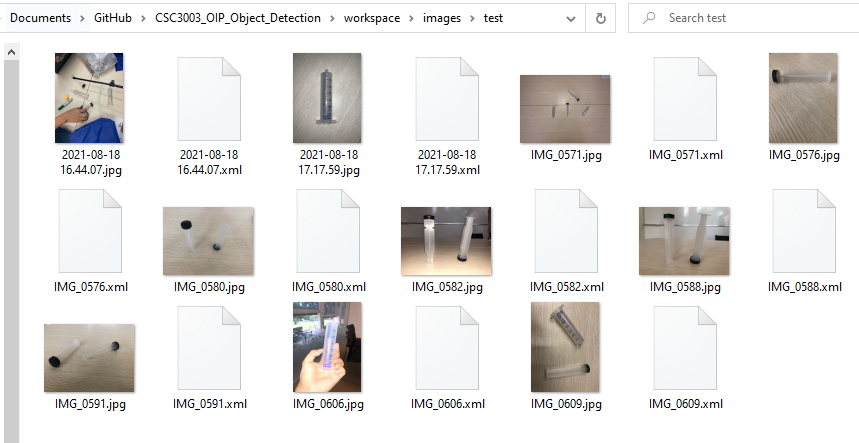 Documents > GitHub > CSC3003_OIP_Object_Detection > workspace > images > test
Search test
2021-08-18
16.44.07.jpg
2021-08-18
16.44.07.xml
2021-08-18
17.17.59.jpg
2021-08-18
17.17.59.xml
IMG_0571.jpg
IMG_0571.xml
IMG_0576.jpg
IMG_0576.xml
IMG_0580.jpg
IMG_0580.xml
IMG_0582.jpg
IMG_0582.xml
IMG_0588.jpg
IMG_0588.xml
IMG_0591.jpg
IMG_0591.xml
IMG_0606.jpg
IMG_0606.xml
IMG_0609.jpg
IMG_0609.xml